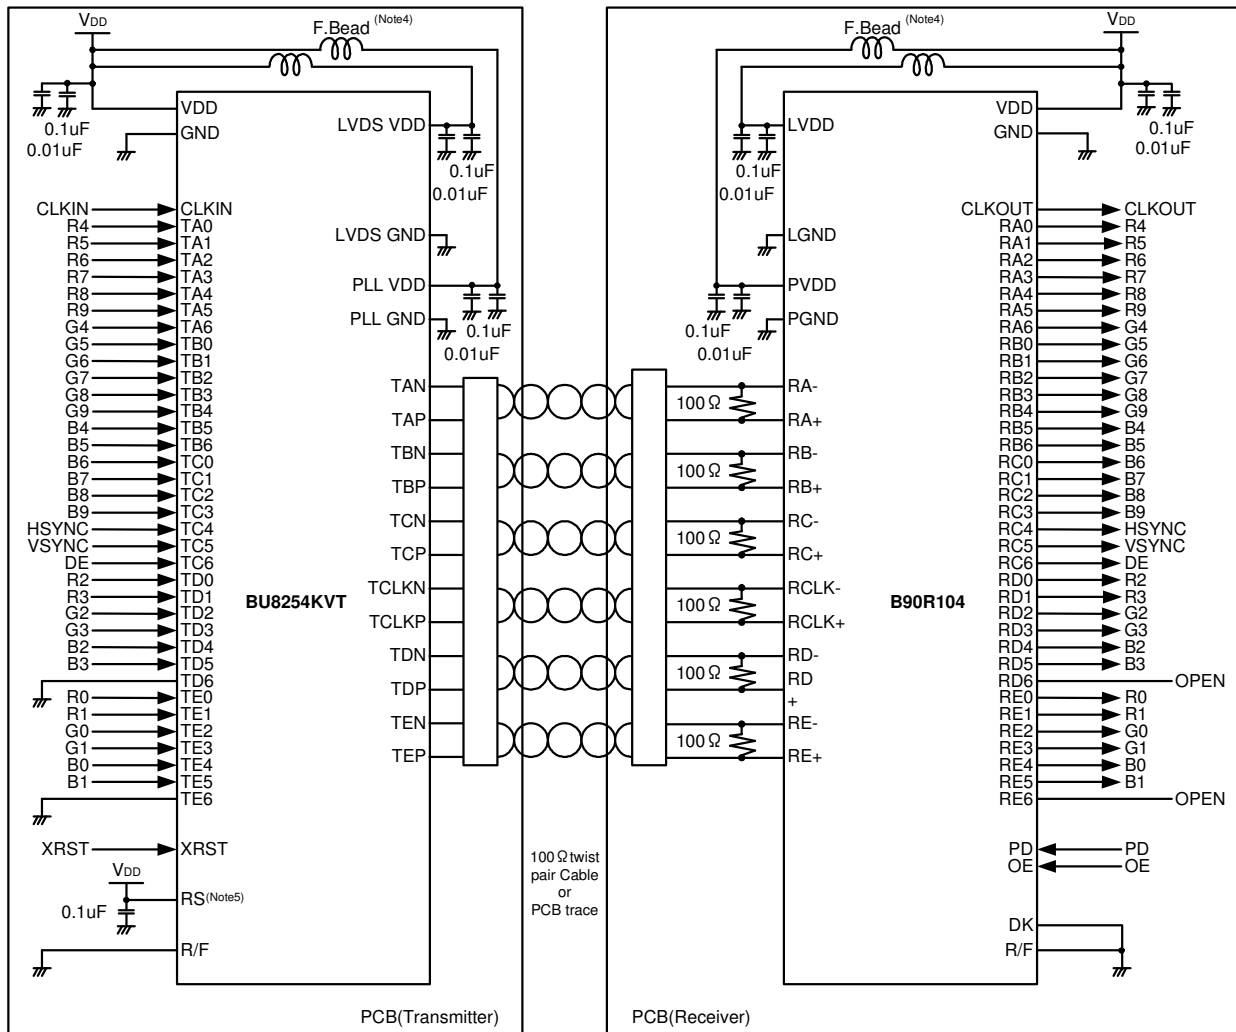 VDD
F.Bead (Note4)
0.1uF
0.01uF
VDD
GND
LVDS VDD
0.1uF
0.01uF
CLKIN CLKIN
R4 TA0
R5 TA1
R6 TA2
R7 TA3
R8 TA4
R9 TA5
G4 TA6
G5 TB0
G6 TB1
G7 TB2
G8 TB3
G9 TB4
B4 TB5
B5 TB6
B6 TC0
B7 TC1
B8 TC2
B9 TC3
HSYNC TC4
VSYNC TC5
DE TC6
R2 TD0
R3 TD1
G2 TD2
G3 TD3
B2 TD4
B3 TD5
TD6
R0 TE0
R1 TE1
G0 TE2
G1 TE3
B0 TE4
B1 TE5
TE6
XRST XRST
VDD
0.1uF
RS(Note5)
R/F
BU8254KVT
LVDS GND
PLL VDD
PLL GND
0.1uF
0.01uF
TAN
TAP
TBN
TBP
TCN
TCP
TCLKN
TCLKP
TDN
TDP
TEN
TEP
PCB(Transmitter)
100Ω twist
pair Cable
or
PCB trace
F.Bead (Note4)
VDD
0.1uF
0.01uF
VDD
GND
LVDD
0.1uF
0.01uF
LGND
PVDD
PGND
0.1uF
0.01uF
RA-
100Ω
RA+
RB-
100Ω
RB+
RC-
100Ω
RC+
RCLK-
100Ω
RCLK+
RD-
100Ω
RD
+
RE-
100Ω
RE+
B90R104
CLKOUT CLKOUT
RA0 R4
RA1 R5
RA2 R6
RA3 R7
RA4 R8
RA5 R9
RA6 G4
RB0 G5
RB1 G6
RB2 G7
RB3 G8
RB4 G9
RB5 B4
RB6 B5
RC0 B6
RC1 B7
RC2 B8
RC3 B9
RC4 HSYNC
RC5 VSYNC
RC6 DE
RD0 R2
RD1 R3
RD2 G2
RD3 G3
RD4 B2
RD5 B3
RD6 OPEN
RE0 R0
RE1 R1
RE2 G0
RE3 G1
RE4 B0
RE5 B1
RE6 OPEN
PD PD
OE OE
DK
R/F
PCB(Receiver)